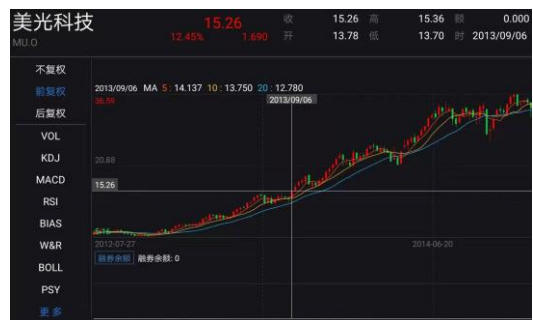 美光科技 15.26 收 15.26 高 15.36 额 0.000
MU.O 12.45% 1.690 开 13.78 低 13.70 时 2013/09/06
不复权
前复权
后复权
VOL
KDJ
MACD
RSI
BIAS
W&R
BOLL
PSY
更多
2013/09/06 MA 5:14.137 10:13.750 20:12.780
36.59 2013/09/06
20.88
15.26
2012-07-27 2014-06-20
融券余额 融券余额:0